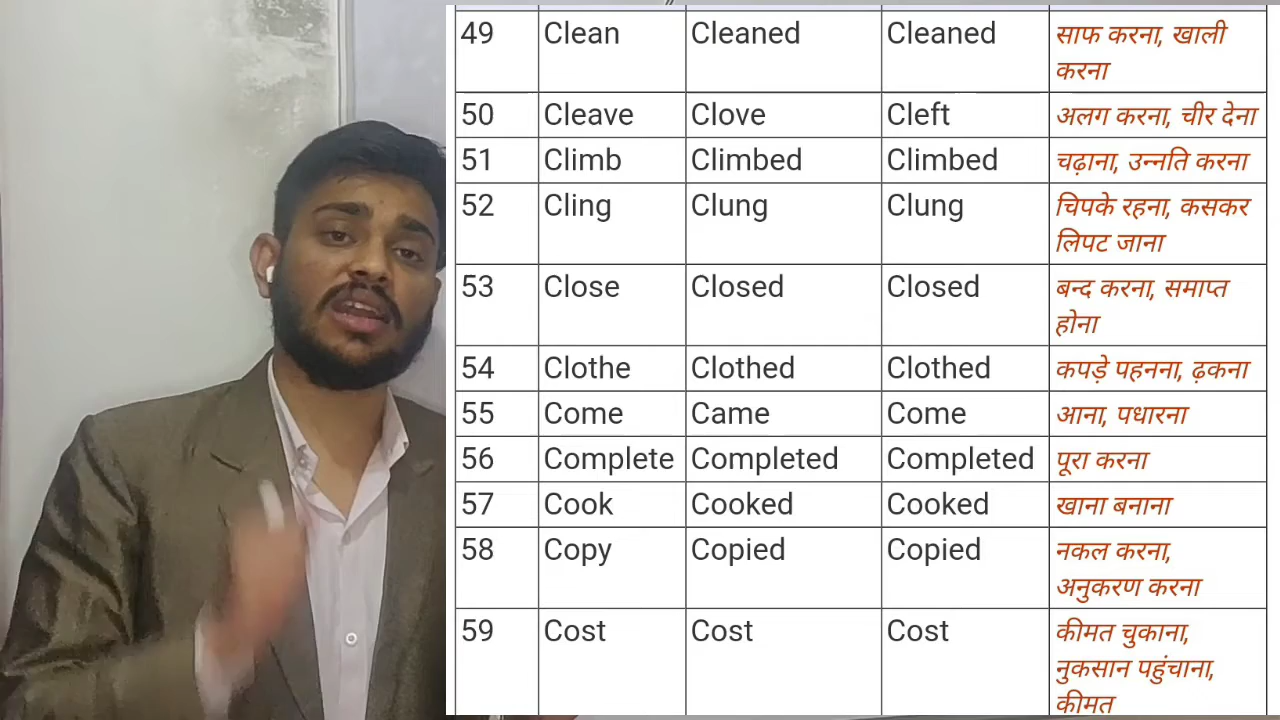 49 Clean Cleaned Cleaned साफ करना, खाली
करना
50 Cleave Clove Cleft अलग करना, चीर देना
51 Climb Climbed Climbed चढ़ाना, उन्नति करना
52 Cling Clung Clung चिपके रहना, कसकर
लिपट जाना
53 Close Closed Closed बन्द करना, समाप्त
होना
54 Clothe Clothed Clothed कपड़े पहनना, ढ़कना
55 Come Came Come आना, पधारना
56 Complete Completed Completed पूरा करना
57 Cook Cooked Cooked खाना बनाना
58 Copy Copied Copied नकल करना,
अनुकरण करना
59 Cost Cost Cost कीमत चुकाना,
नुकसान पहुंचाना,
कीमत